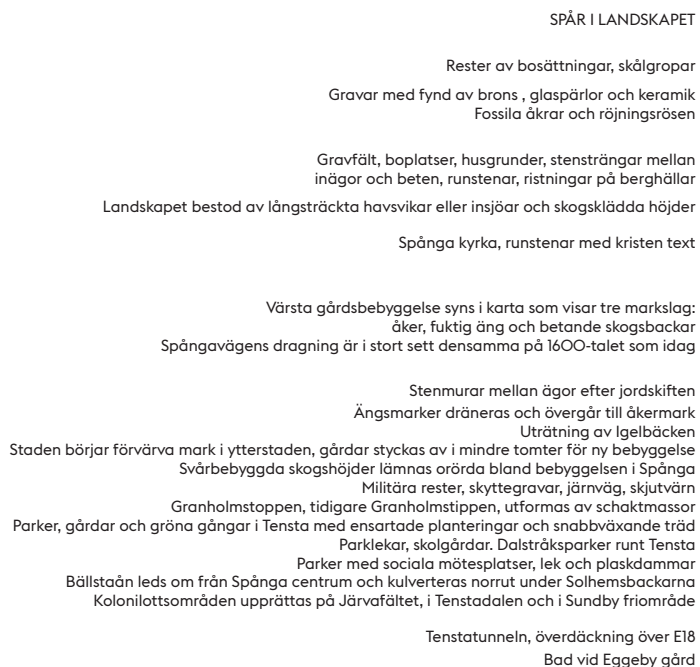 SPÅR I LANDSKAPET
Rester av bosättningar, skålgropar
Gravar med fynd av brons , glaspärlor och keramik
Fossila åkrar och röjningsrösen
Gravfält, boplatser, husgrunder, stensträngar mellan
inägor och beten, runstenar, ristningar på berghällar
Landskapet bestod av långsträckta havsvikar eller insjöar och skogsklädda höjder
Spånga kyrka, runstenar med kristen text
Värsta gårdsbebyggelse syns i karta som visar tre markslag:
åker, fuktig äng och betande skogsbackar
Spångavägens dragning är i stort sett densamma på 1600-talet som idag
Stenmurar mellan ägor efter jordskiften
Ängsmarker dräneras och övergår till åkermark
Uträtning av Igelbäcken
Staden börjar förvärva mark i ytterstaden, gårdar styckas av i mindre tomter för ny bebyggelse
Svårbebyggda skogshöjder lämnas orörda bland bebyggelsen i Spånga
Militära rester, skyttegravar, järnväg, skjutvärn
Granholmstoppen, tidigare Granholmstippen, utformas av schaktmassor
Parker, gårdar och gröna gångar i Tensta med ensartade planteringar och snabbväxande träd
Parklekar, skolgårdar. Dalstråksparker runt Tensta
Parker med sociala mötesplatser, lek och plaskdammar
Bällstaån leds om från Spånga centrum och kulverteras norrut under Solhemsbackarna
Kolonilottsområden upprättas på Järvafältet, i Tenstadalen och i Sundby friområde
Tenstatunneln, överdäckning över E18
Bad vid Eggeby gård